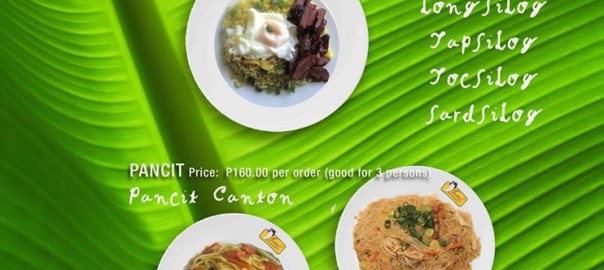 Longsilog
Tapsilog
Tocsilog
Sardsilog
PANCIT Price: P160.00 per order (good for 3 persons)
Pancit Canton